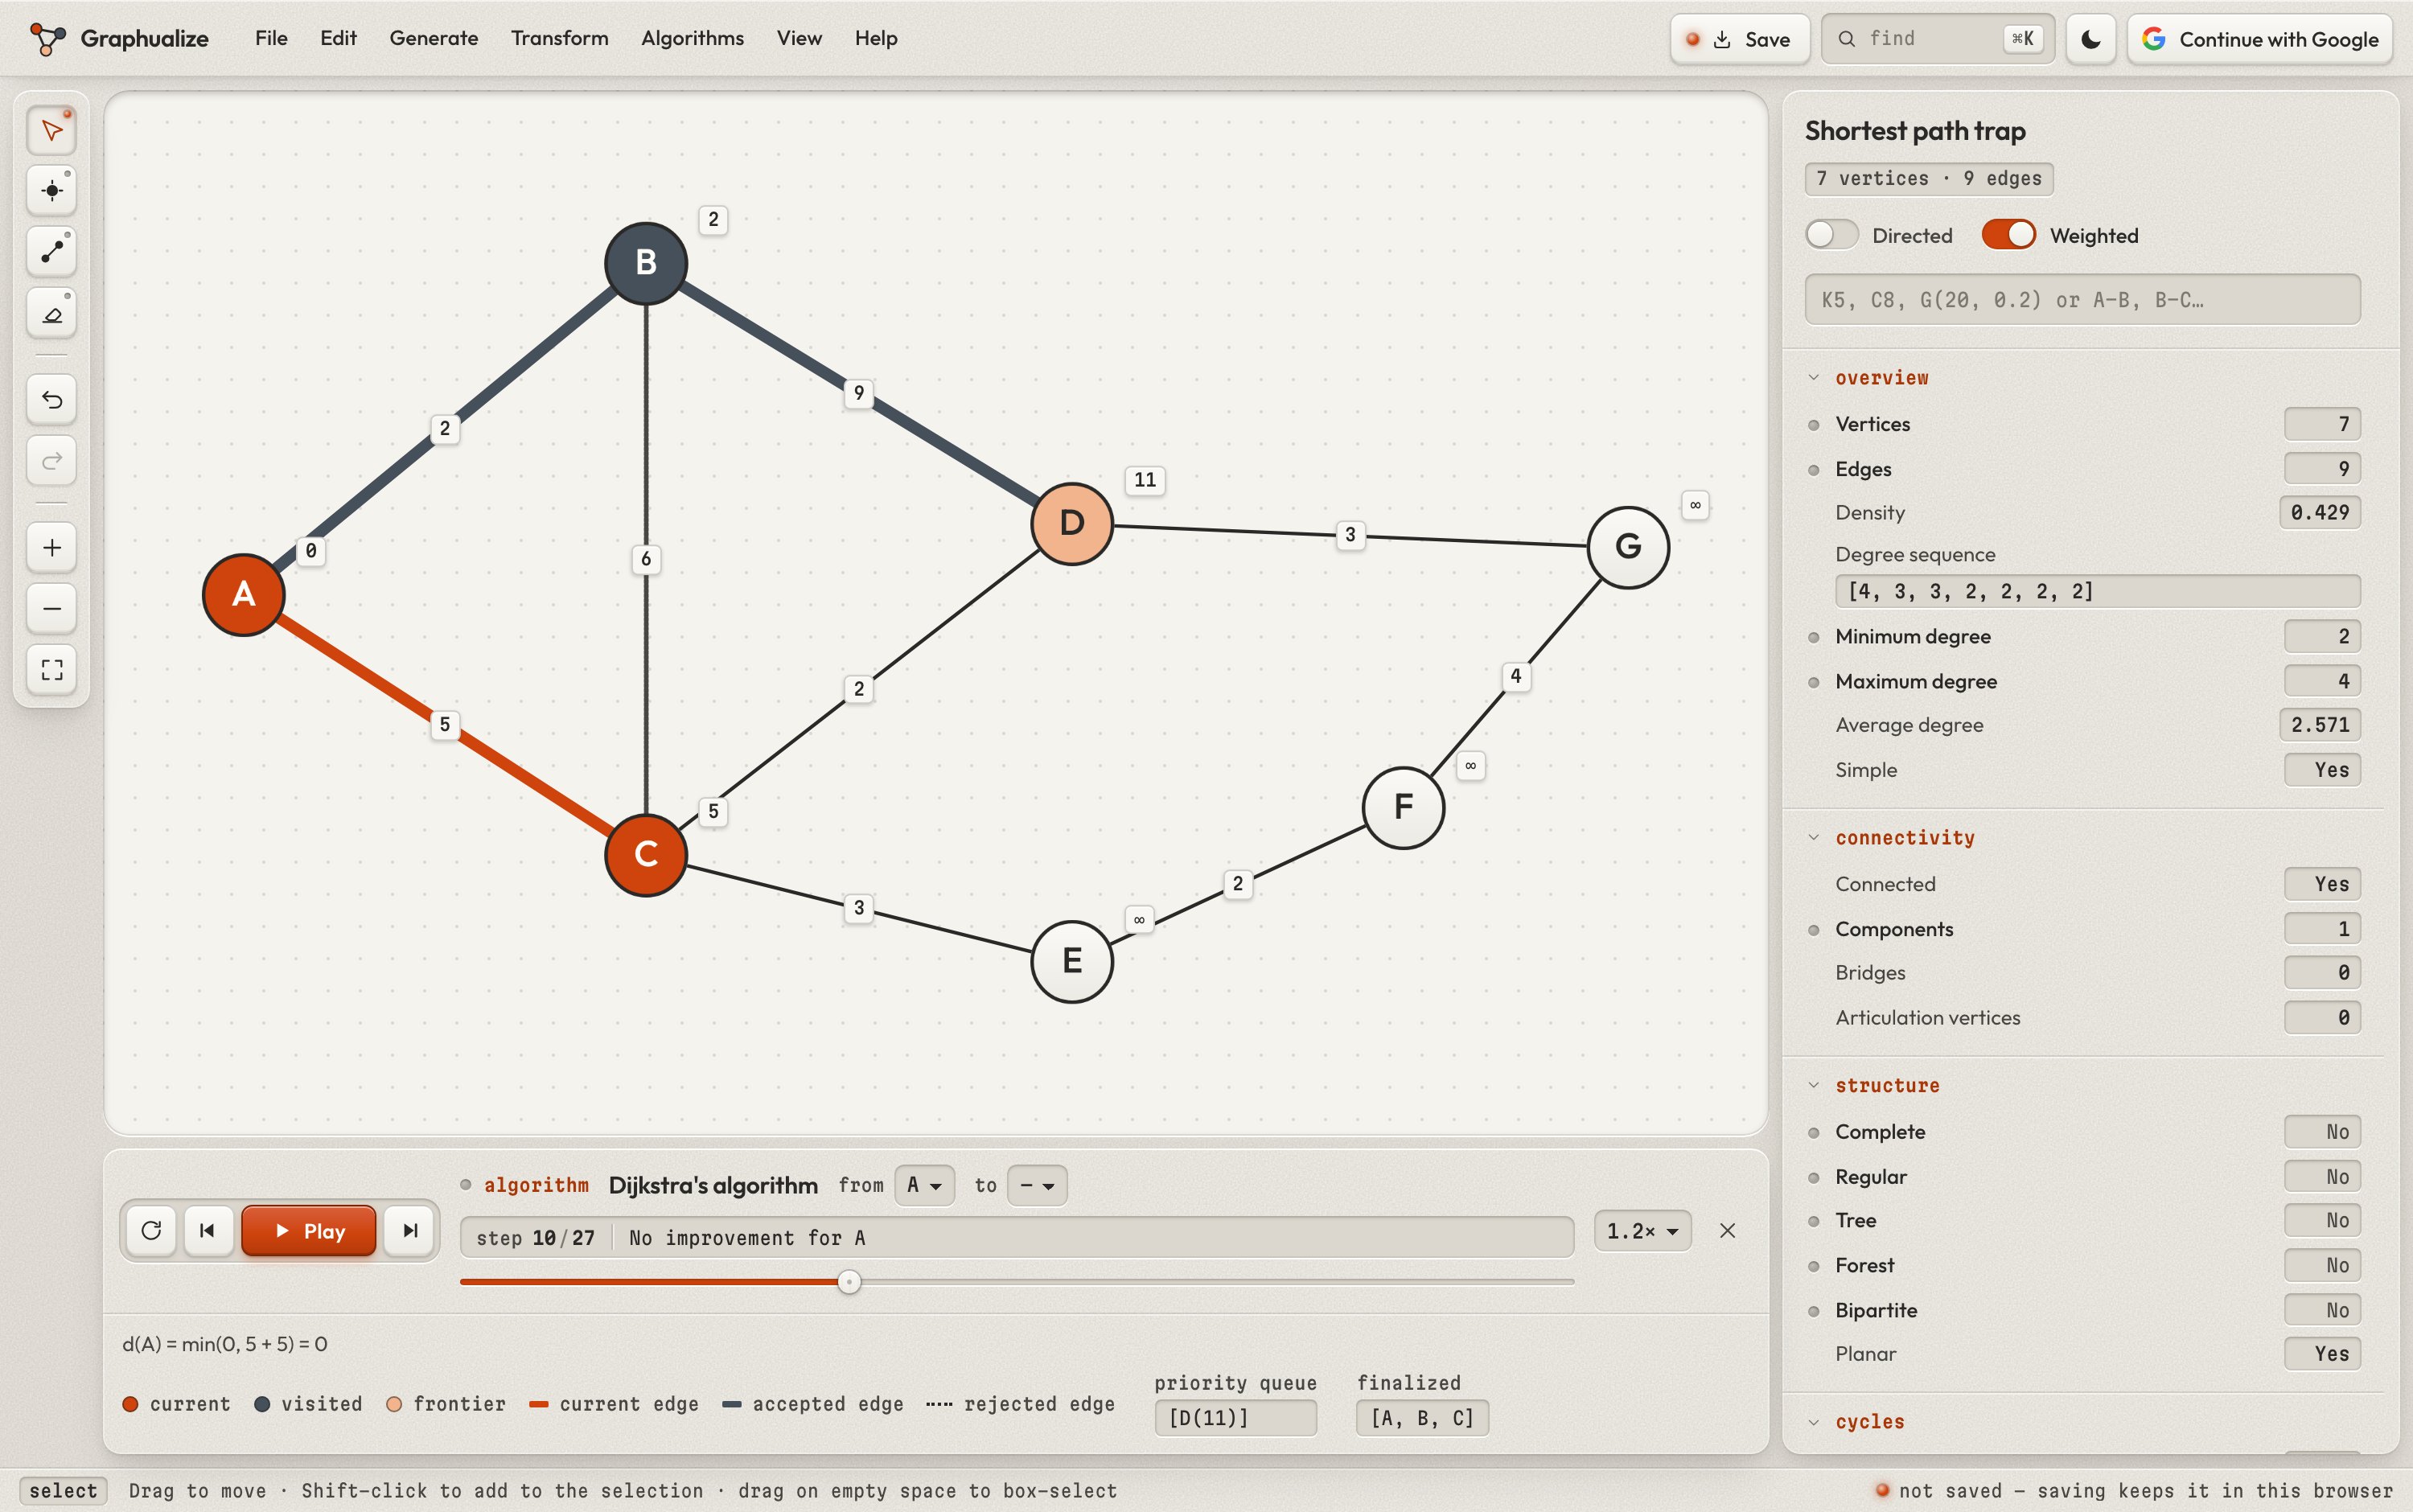 Graphualize File Edit Generate Transform Algorithms View Help Save find ⌘K Continue with Google
Shortest path trap
7 vertices · 9 edges
Directed Weighted
K5, C8, G(20, 0.2) or A-B, B-C…
overview
Vertices 7
Edges 9
Density 0.429
Degree sequence
[4, 3, 3, 2, 2, 2, 2]
Minimum degree 2
Maximum degree 4
Average degree 2.571
Simple Yes
connectivity
Connected Yes
Components 1
Bridges 0
Articulation vertices 0
structure
Complete No
Regular No
Tree No
Forest No
Bipartite No
Planar Yes
cycles
2
B
9
2
11
D
∞
3
G
0
6
A
4
2
5
∞
5
F
C
2
3
∞
E
algorithm Dijkstra's algorithm from A to –
Play
step 10/27 No improvement for A
1.2×
d(A) = min(0, 5 + 5) = 0
current visited frontier current edge accepted edge rejected edge
priority queue
[D(11)]
finalized
[A, B, C]
select Drag to move · Shift-click to add to the selection · drag on empty space to box-select
not saved — saving keeps it in this browser